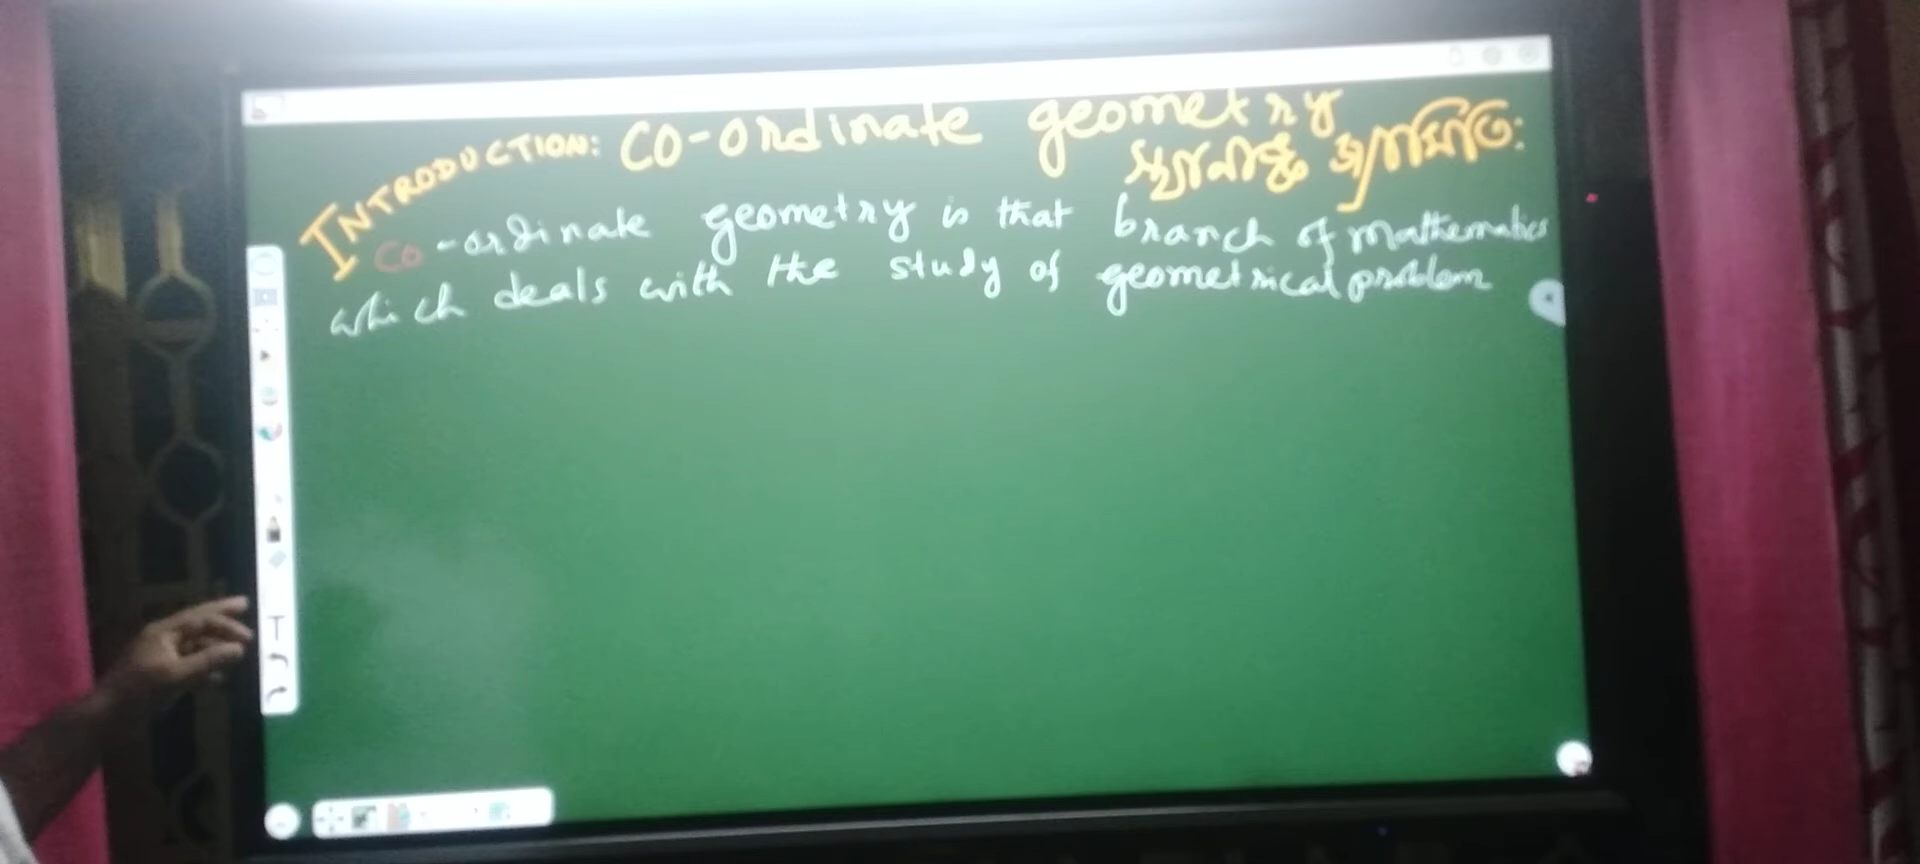 INTRODUCTION: CO-ordinate geometry
স্থানাঙ্ক জ্যামিতি:
Co-ordinate geometry is that branch of mathematics
which deals with the study of geometrical problem
T